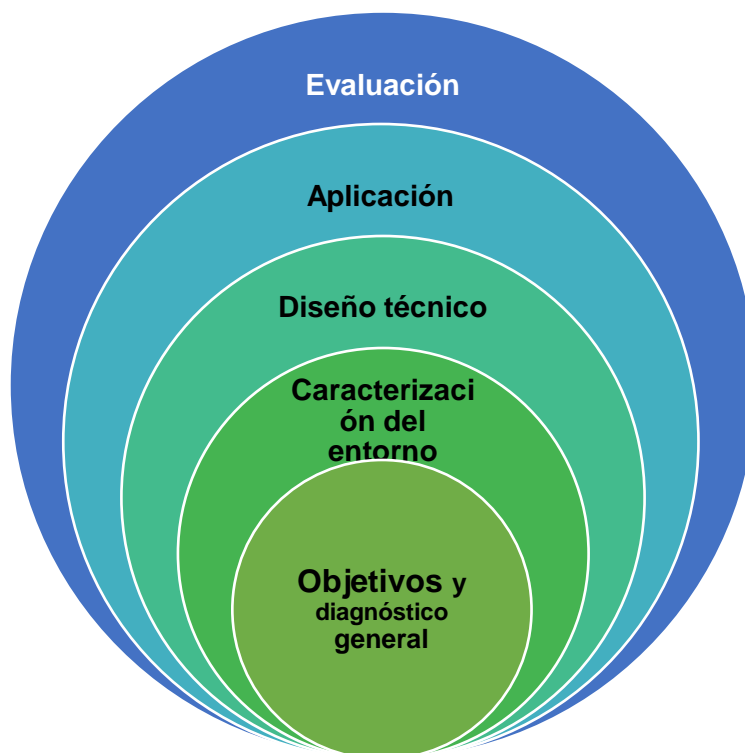 Evaluación
Aplicación
Diseño técnico
Caracterizaci
ón del
entorno
Objetivos y
diagnóstico
general